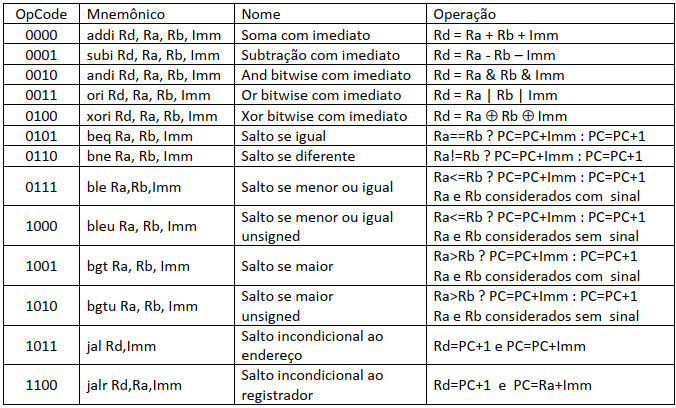 OpCode Mnemônico Nome Operação
0000 addi Rd, Ra, Rb, Imm Soma com imediato Rd = Ra + Rb + Imm
0001 subi Rd, Ra, Rb, Imm Subtração com imediato Rd = Ra - Rb – Imm
0010 andi Rd, Ra, Rb, Imm And bitwise com imediato Rd = Ra & Rb & Imm
0011 ori Rd, Ra, Rb, Imm Or bitwise com imediato Rd = Ra | Rb | Imm
0100 xori Rd, Ra, Rb, Imm Xor bitwise com imediato Rd = Ra ⊕ Rb ⊕ Imm
0101 beq Ra, Rb, Imm Salto se igual Ra==Rb ? PC=PC+Imm : PC=PC+1
0110 bne Ra, Rb, Imm Salto se diferente Ra!=Rb ? PC=PC+Imm : PC=PC+1
0111 ble Ra,Rb,Imm Salto se menor ou igual Ra<=Rb ? PC=PC+Imm : PC=PC+1
Ra e Rb considerados com sinal
1000 bleu Ra, Rb, Imm Salto se menor ou igual Ra<=Rb ? PC=PC+Imm : PC=PC+1
unsigned Ra e Rb considerados sem sinal
1001 bgt Ra, Rb, Imm Salto se maior Ra>Rb ? PC=PC+Imm : PC=PC+1
Ra e Rb considerados com sinal
1010 bgtu Ra, Rb, Imm Salto se maior Ra>Rb ? PC=PC+Imm : PC=PC+1
unsigned Ra e Rb considerados sem sinal
1011 jal Rd,Imm Salto incondicional ao Rd=PC+1 e PC=PC+Imm
endereço
1100 jalr Rd,Ra,Imm Salto incondicional ao Rd=PC+1 e PC=Ra+Imm
registrador